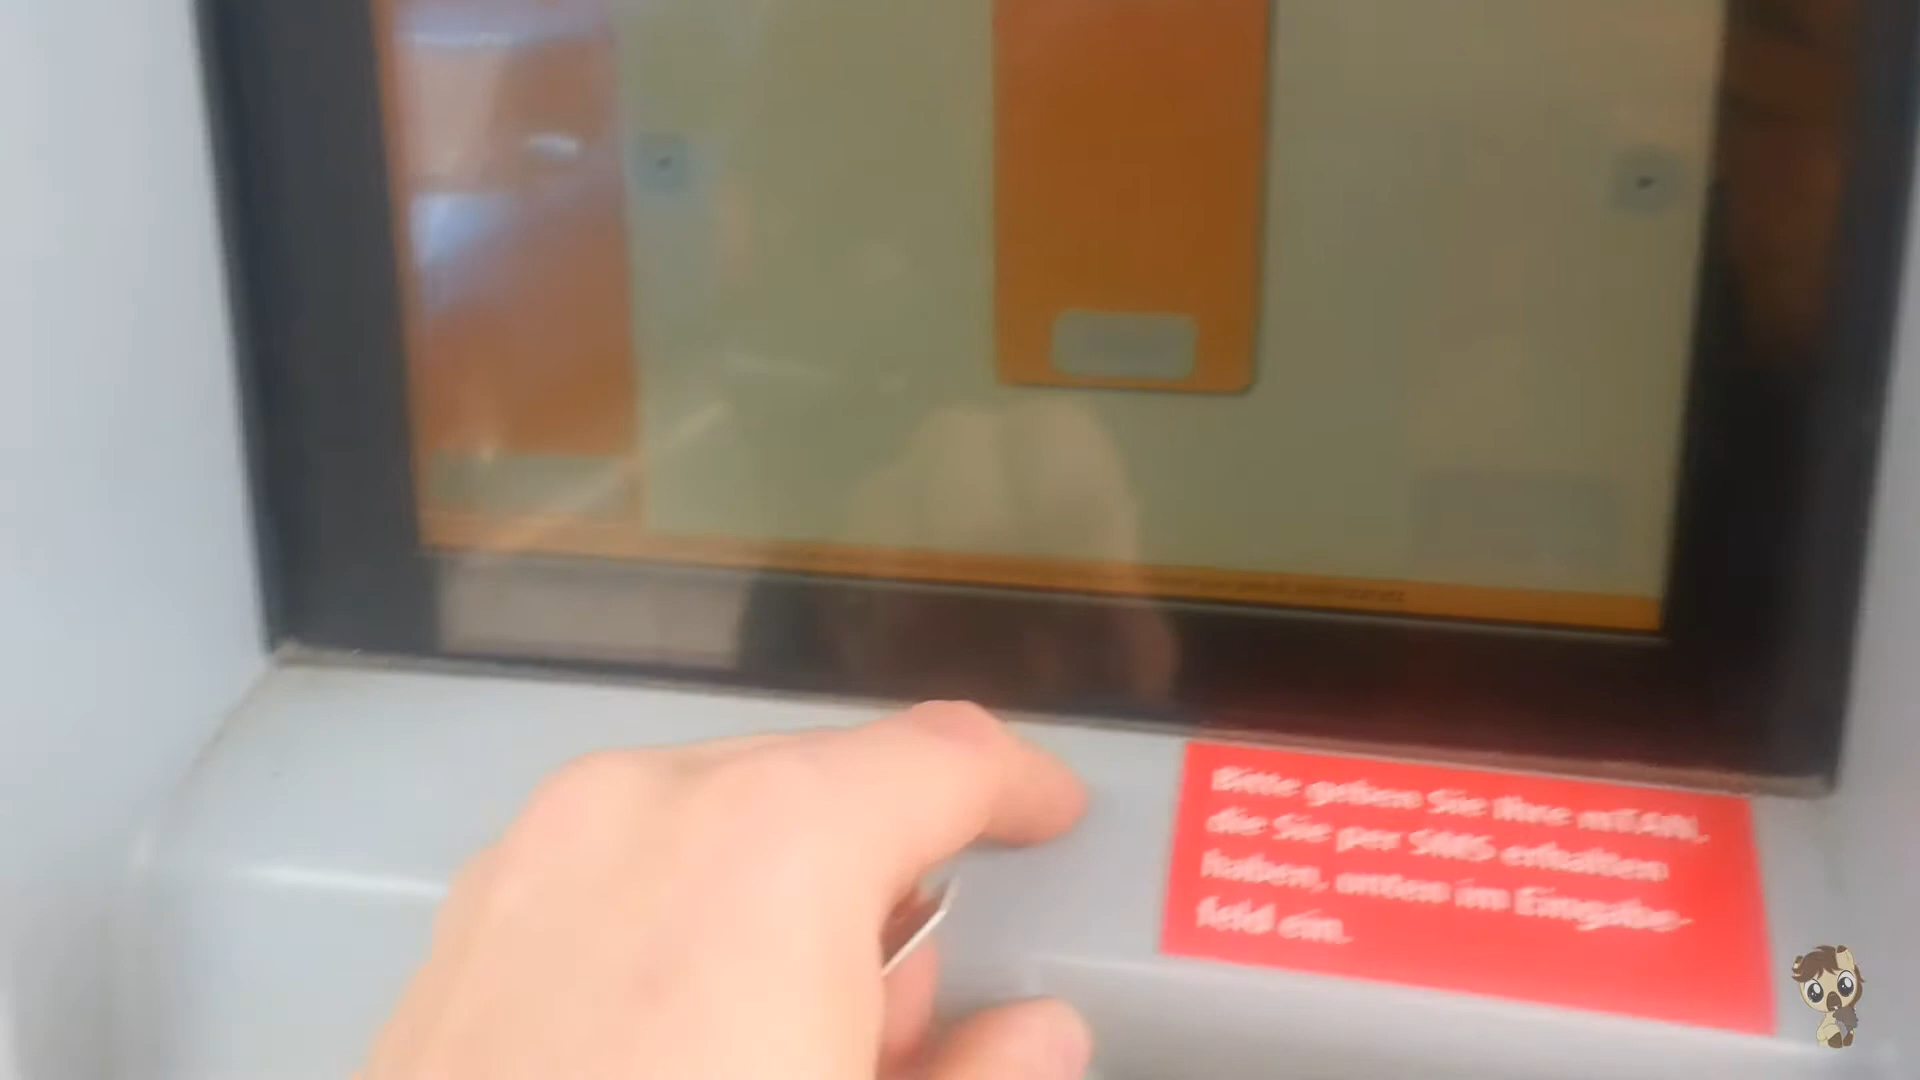 Bitte geben Sie Ihre mTAN,
die Sie per SMS erhalten
haben, unten im Eingabe-
feld ein.